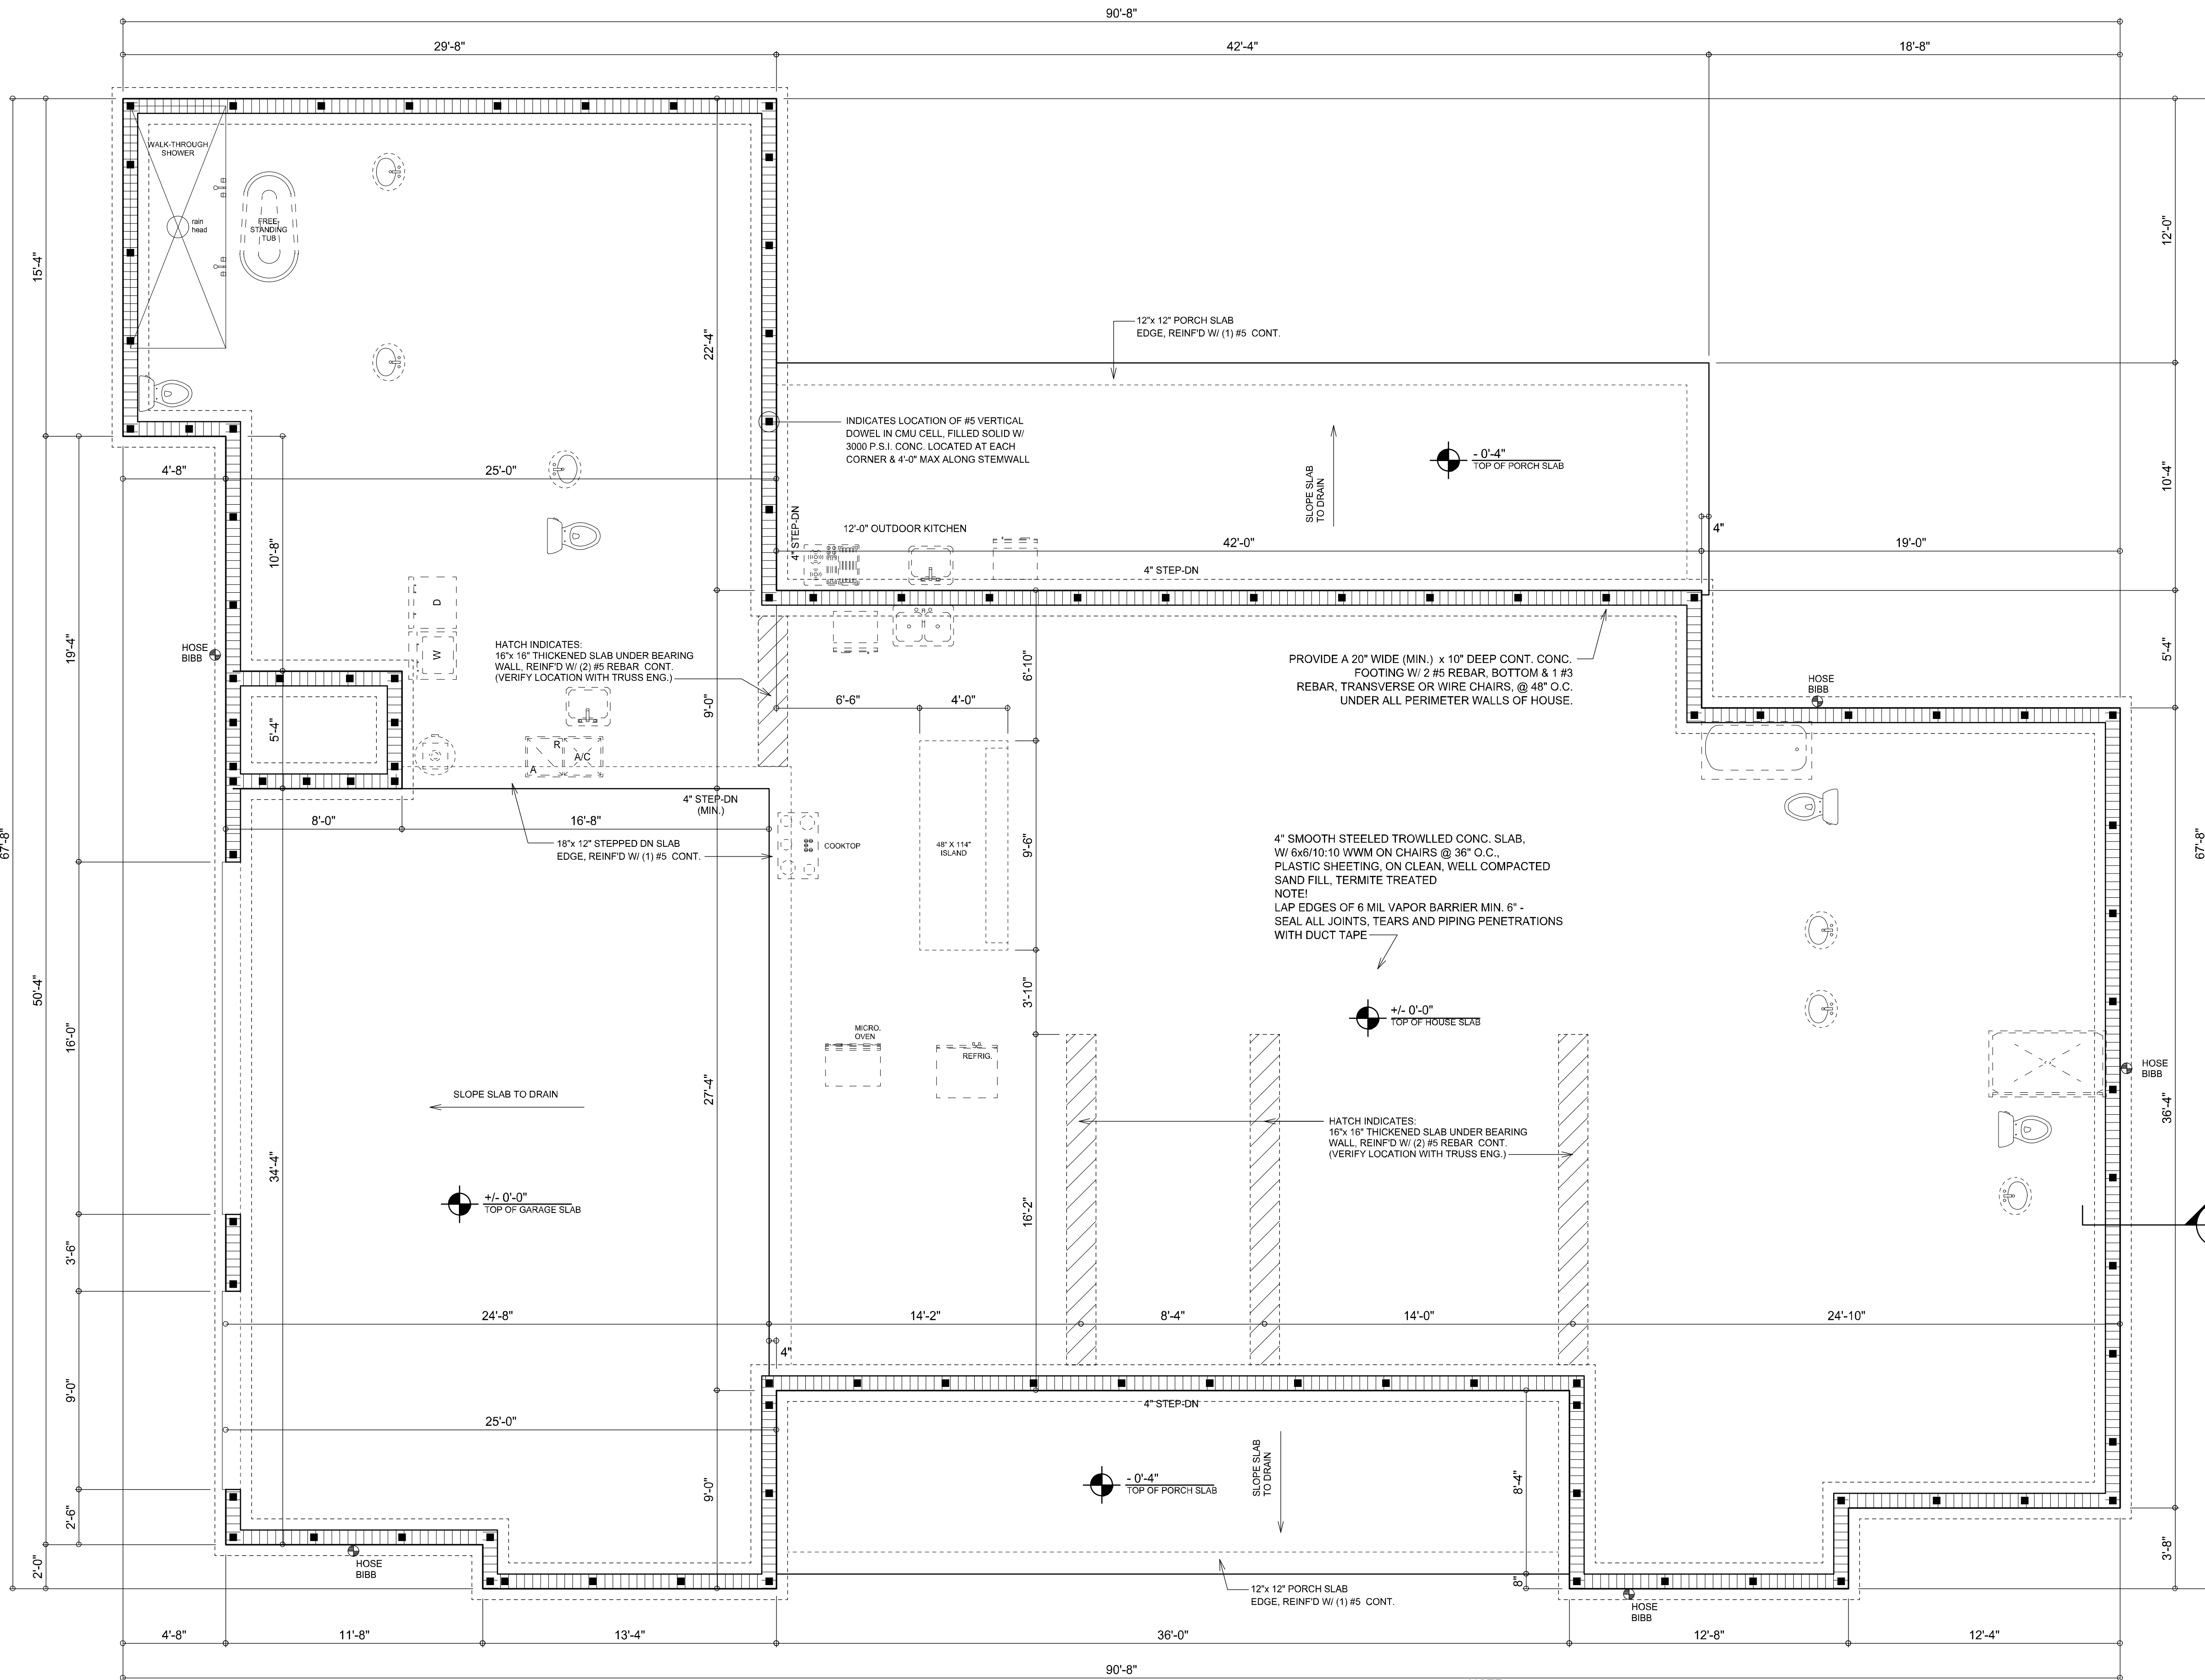 90'-8"
29'-8"
42'-4"
18'-8"
WALK-THROUGH
SHOWER
rain
head
FREE-
STANDING
TUB
15'-4"
22'-4"
12'-0"
12"x 12" PORCH SLAB
EDGE, REINF'D W/ (1) #5 CONT.
INDICATES LOCATION OF #5 VERTICAL
DOWEL IN CMU CELL, FILLED SOLID W/
3000 P.S.I. CONC. LOCATED AT EACH
CORNER & 4'-0" MAX ALONG STEMWALL
- 0'-4"
TOP OF PORCH SLAB
SLOPE SLAB
TO DRAIN
10'-4"
4'-8"
25'-0"
4" STEP-DN
12'-0" OUTDOOR KITCHEN
4"
42'-0"
19'-0"
4" STEP-DN
10'-8"
D
W
19'-4"
HOSE
BIBB
HATCH INDICATES:
16"x 16" THICKENED SLAB UNDER BEARING
WALL, REINF'D W/ (2) #5 REBAR CONT.
(VERIFY LOCATION WITH TRUSS ENG.)
9'-0"
6'-10"
PROVIDE A 20" WIDE (MIN.) x 10" DEEP CONT. CONC.
FOOTING W/ 2 #5 REBAR, BOTTOM & 1 #3
REBAR, TRANSVERSE OR WIRE CHAIRS, @ 48" O.C.
UNDER ALL PERIMETER WALLS OF HOUSE.
5'-4"
HOSE
BIBB
6'-6"
4'-0"
5'-4"
R
A
A/C
4" STEP-DN
(MIN.)
8'-0"
16'-8"
18"x 12" STEPPED DN SLAB
EDGE, REINF'D W/ (1) #5 CONT.
COOKTOP
48" X 114"
ISLAND
9'-6"
67'-8"
67'-8"
4" SMOOTH STEELED TROWLLED CONC. SLAB,
W/ 6x6/10:10 WWM ON CHAIRS @ 36" O.C.,
PLASTIC SHEETING, ON CLEAN, WELL COMPACTED
SAND FILL, TERMITE TREATED
NOTE!
LAP EDGES OF 6 MIL VAPOR BARRIER MIN. 6" -
SEAL ALL JOINTS, TEARS AND PIPING PENETRATIONS
WITH DUCT TAPE
50'-4"
16'-0"
3'-10"
+/- 0'-0"
TOP OF HOUSE SLAB
MICRO.
OVEN
REFRIG.
HOSE
BIBB
36'-4"
SLOPE SLAB TO DRAIN
27'-4"
34'-4"
HATCH INDICATES:
16"x 16" THICKENED SLAB UNDER BEARING
WALL, REINF'D W/ (2) #5 REBAR CONT.
(VERIFY LOCATION WITH TRUSS ENG.)
+/- 0'-0"
TOP OF GARAGE SLAB
16'-2"
3'-6"
24'-8"
14'-2"
8'-4"
14'-0"
24'-10"
4"
9'-0"
4" STEP-DN
25'-0"
9'-0"
- 0'-4"
TOP OF PORCH SLAB
SLOPE SLAB
TO DRAIN
8'-4"
2'-6"
2'-0"
HOSE
BIBB
12"x 12" PORCH SLAB
EDGE, REINF'D W/ (1) #5 CONT.
8"
HOSE
BIBB
3'-8"
4'-8"
11'-8"
13'-4"
36'-0"
12'-8"
12'-4"
90'-8"